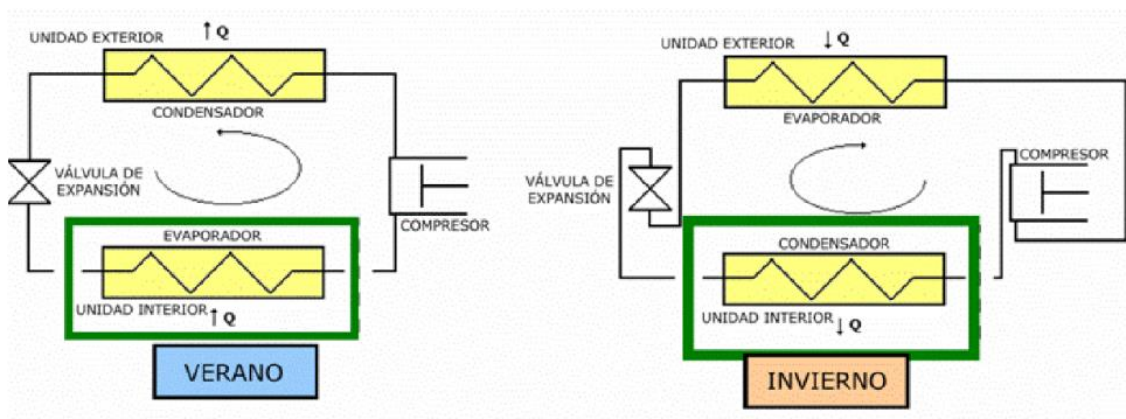 ↑ Q
UNIDAD EXTERIOR
CONDENSADOR
VÁLVULA DE
EXPANSIÓN
COMPRESOR
EVAPORADOR
UNIDAD INTERIOR
↑ Q
VERANO
↓ Q
UNIDAD EXTERIOR
EVAPORADOR
COMPRESOR
VÁLVULA DE
EXPANSIÓN
CONDENSADOR
UNIDAD INTERIOR
↓ Q
INVIERNO